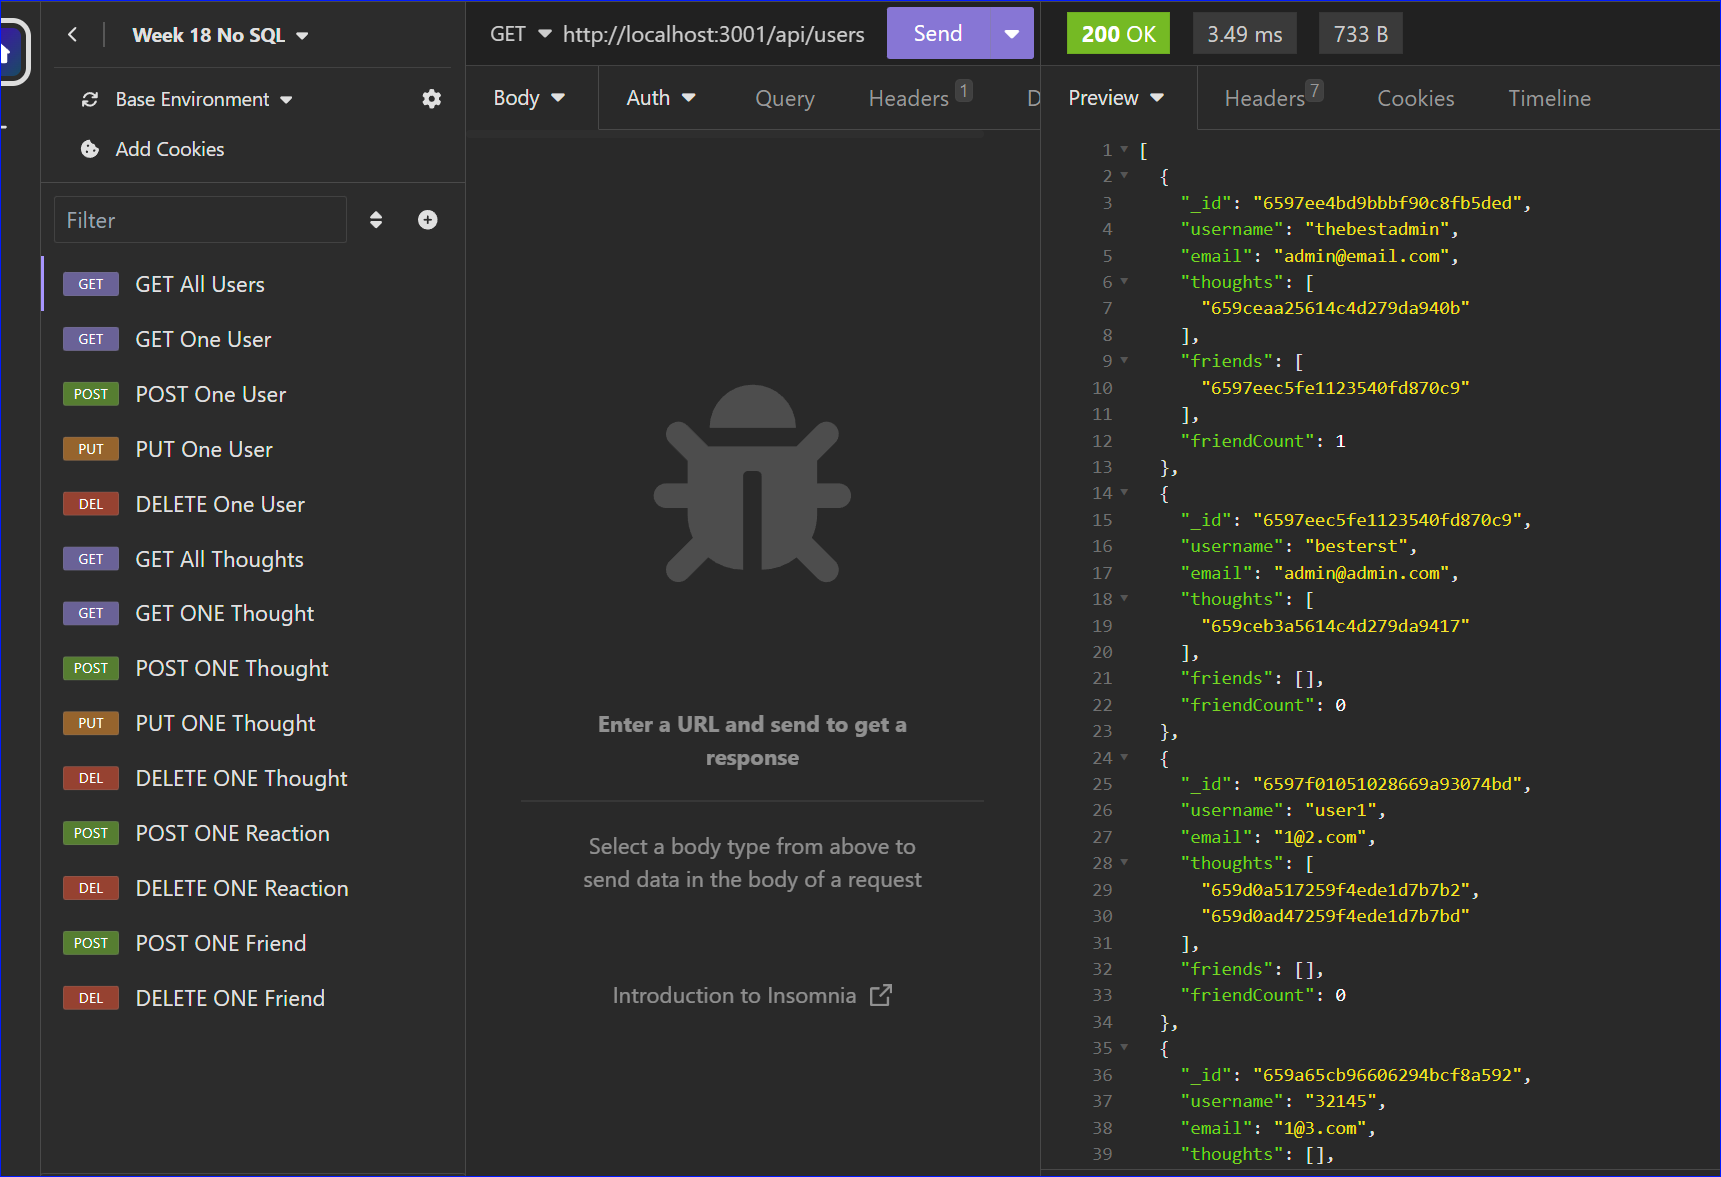 Week 18 No SQL
Base Environment
Add Cookies
Filter
GET GET All Users
GET GET One User
POST POST One User
PUT PUT One User
DEL DELETE One User
GET GET All Thoughts
GET GET ONE Thought
POST POST ONE Thought
PUT PUT ONE Thought
DEL DELETE ONE Thought
POST POST ONE Reaction
DEL DELETE ONE Reaction
POST POST ONE Friend
DEL DELETE ONE Friend
GET http://localhost:3001/api/users Send
Body Auth Query Headers 1 D
Enter a URL and send to get a
response
Select a body type from above to
send data in the body of a request
Introduction to Insomnia
200 OK 3.49 ms 733 B
Preview Headers 7 Cookies Timeline
1 [
2 {
3 "_id": "6597ee4bd9bbbf90c8fb5ded",
4 "username": "thebestadmin",
5 "email": "admin@email.com",
6 "thoughts": [
7 "659ceaa25614c4d279da940b"
8 ],
9 "friends": [
10 "6597eec5fe1123540fd870c9"
11 ],
12 "friendCount": 1
13 },
14 {
15 "_id": "6597eec5fe1123540fd870c9",
16 "username": "besterst",
17 "email": "admin@admin.com",
18 "thoughts": [
19 "659ceb3a5614c4d279da9417"
20 ],
21 "friends": [],
22 "friendCount": 0
23 },
24 {
25 "_id": "6597f01051028669a93074bd",
26 "username": "user1",
27 "email": "1@2.com",
28 "thoughts": [
29 "659d0a517259f4ede1d7b7b2",
30 "659d0ad47259f4ede1d7b7bd"
31 ],
32 "friends": [],
33 "friendCount": 0
34 },
35 {
36 "_id": "659a65cb96606294bcf8a592",
37 "username": "32145",
38 "email": "1@3.com",
39 "thoughts": [],